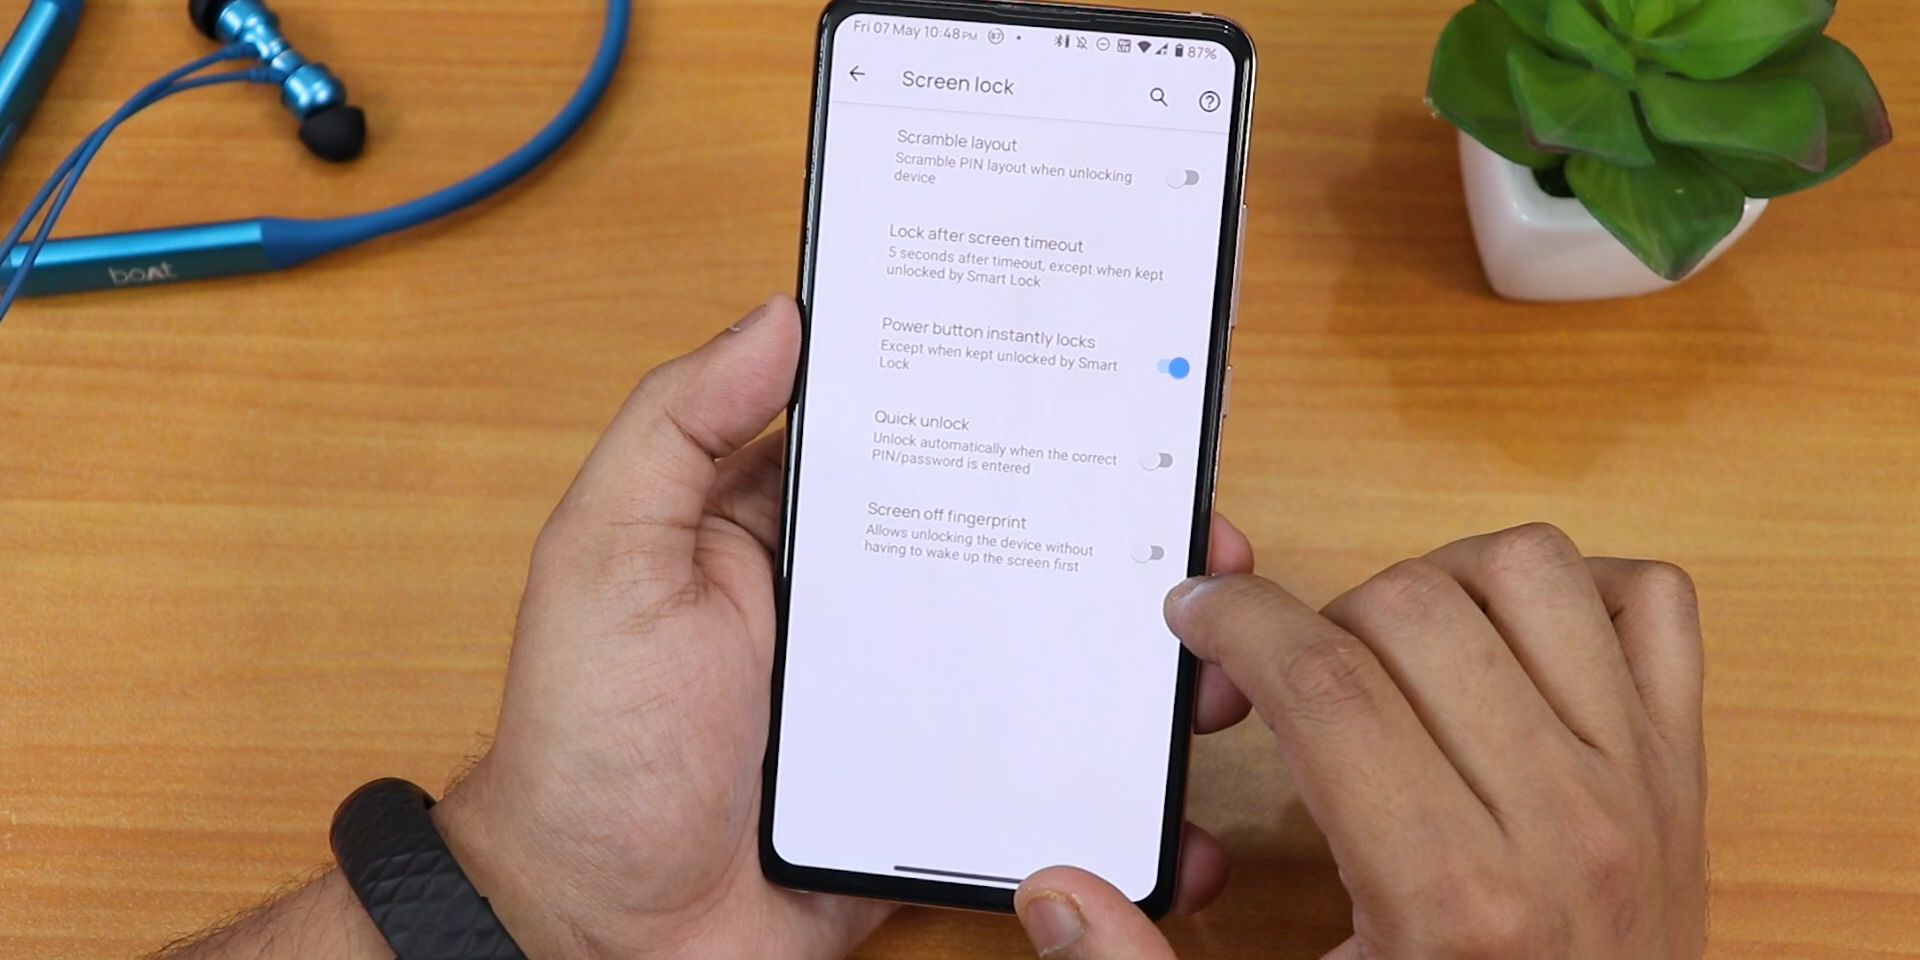 Fri 07 May 10:48 PM 87 87%
Screen lock
Scramble layout
Scramble PIN layout when unlocking
device
Lock after screen timeout
5 seconds after timeout, except when kept
unlocked by Smart Lock
Power button instantly locks
Except when kept unlocked by Smart
Lock
Quick unlock
Unlock automatically when the correct
PIN/password is entered
Screen off fingerprint
Allows unlocking the device without
having to wake up the screen first
boAt